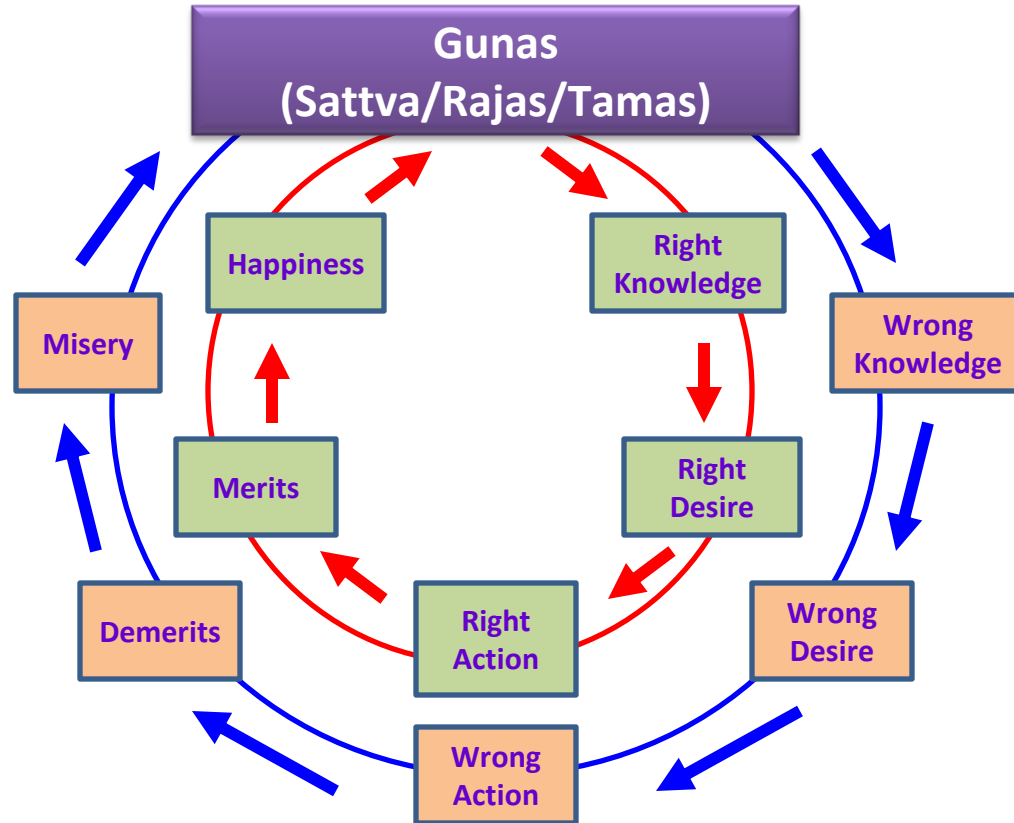 Gunas
(Sattva/Rajas/Tamas)
Happiness
Right
Knowledge
Misery
Wrong
Knowledge
Merits
Right
Desire
Demerits
Right
Action
Wrong
Desire
Wrong
Action